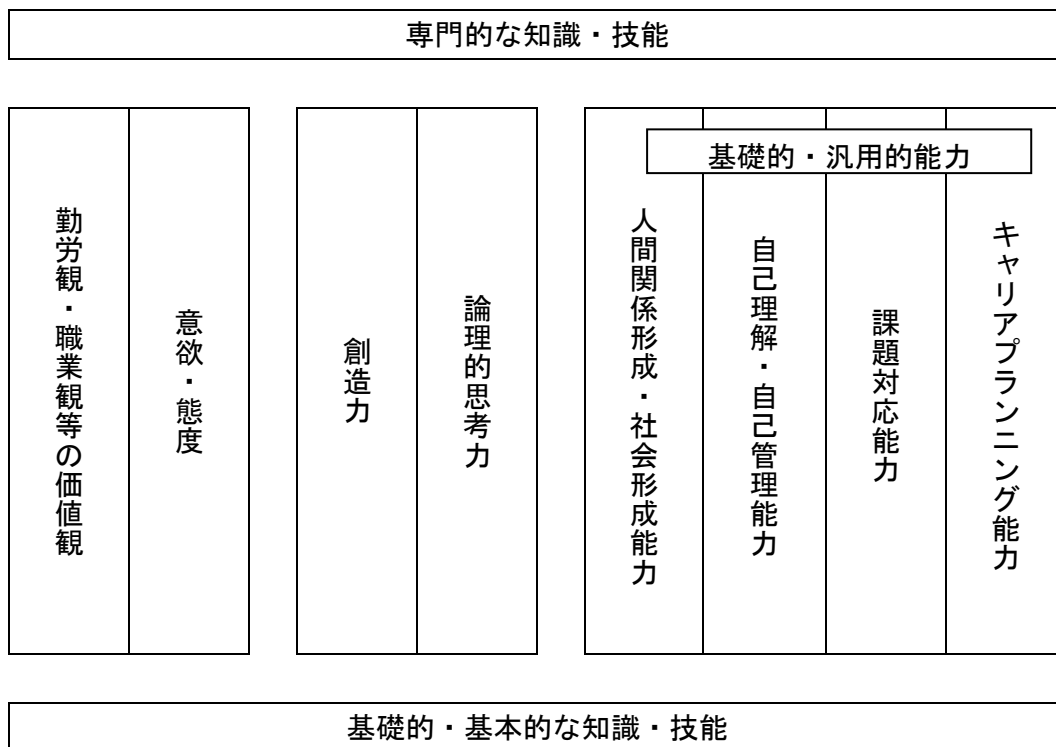 専門的な知識・技能
勤労観・職業観等の価値観
意欲・態度
創造力
論理的思考力
基礎的・汎用的能力
人間関係形成・社会形成能力
自己理解・自己管理能力
課題対応能力
キャリアプランニング能力
基礎的・基本的な知識・技能